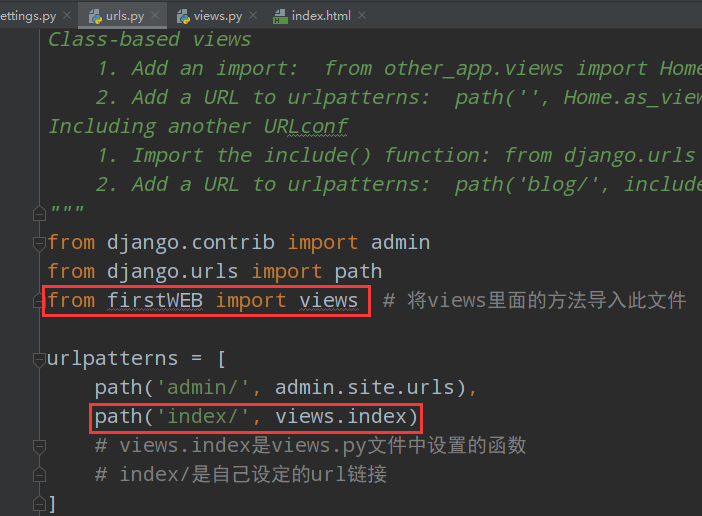 ettings.py × urls.py × views.py × index.html ×
Class-based views
    1. Add an import:  from other_app.views import Home
    2. Add a URL to urlpatterns:  path('', Home.as_view
Including another URLconf
    1. Import the include() function: from django.urls
    2. Add a URL to urlpatterns:  path('blog/', include
"""
from django.contrib import admin
from django.urls import path
from firstWEB import views  # 将views里面的方法导入此文件
urlpatterns = [
    path('admin/', admin.site.urls),
    path('index/', views.index)
    # views.index是views.py文件中设置的函数
    # index/是自己设定的url链接
]